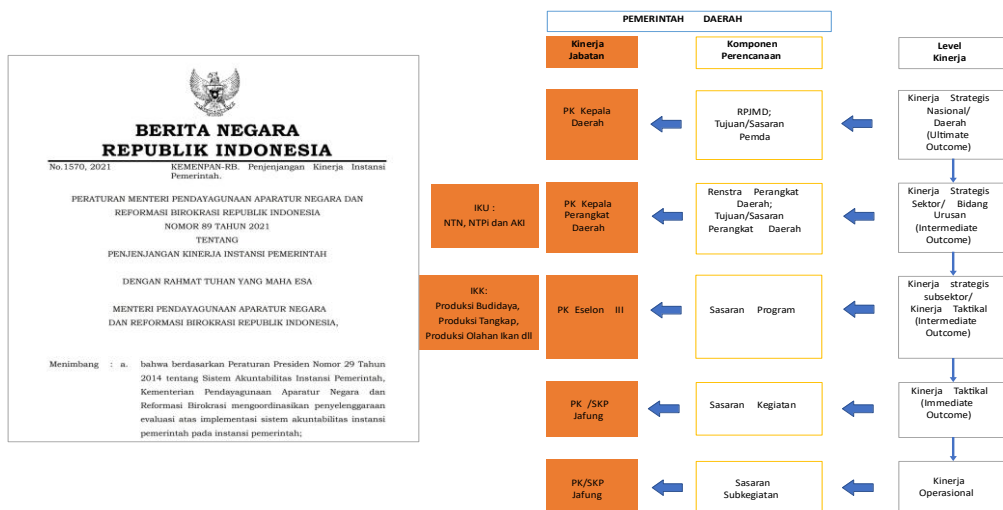 BERITA NEGARA
REPUBLIK INDONESIA
No.1570, 2021 KEMENPAN-RB. Penjenjangan Kinerja Instansi
Pemerintah.
PERATURAN MENTERI PENDAYAGUNAAN APARATUR NEGARA DAN
REFORMASI BIROKRASI REPUBLIK INDONESIA
NOMOR 89 TAHUN 2021
TENTANG
PENJENJANGAN KINERJA INSTANSI PEMERINTAH
DENGAN RAHMAT TUHAN YANG MAHA ESA
MENTERI PENDAYAGUNAAN APARATUR NEGARA
DAN REFORMASI BIROKRASI REPUBLIK INDONESIA,
Menimbang : a. bahwa berdasarkan Peraturan Presiden Nomor 29 Tahun
2014 tentang Sistem Akuntabilitas Instansi Pemerintah,
Kementerian Pendayagunaan Aparatur Negara dan
Reformasi Birokrasi mengoordinasikan penyelenggaraan
evaluasi atas implementasi sistem akuntabilitas instansi
pemerintah pada instansi pemerintah;
PEMERINTAH DAERAH
Kinerja
Jabatan
Komponen
Perencanaan
Level
Kinerja
PK Kepala
Daerah
RPJMD;
Tujuan/Sasaran
Pemda
Kinerja Strategis
Nasional/
Daerah
(Ultimate
Outcome)
IKU :
NTN, NTPi dan AKI
PK Kepala
Perangkat
Daerah
Renstra Perangkat
Daerah;
Tujuan/Sasaran
Perangkat Daerah
Kinerja Strategis
Sektor/ Bidang
Urusan
(Intermediate
Outcome)
IKK:
Produksi Budidaya,
Produksi Tangkap,
Produksi Olahan Ikan dll
PK Eselon III
Sasaran Program
Kinerja strategis
subsektor/
Kinerja Taktikal
(Intermediate
Outcome)
PK /SKP
Jafung
Sasaran Kegiatan
Kinerja Taktikal
(Immediate
Outcome)
PK/SKP
Jafung
Sasaran
Subkegiatan
Kinerja
Operasional